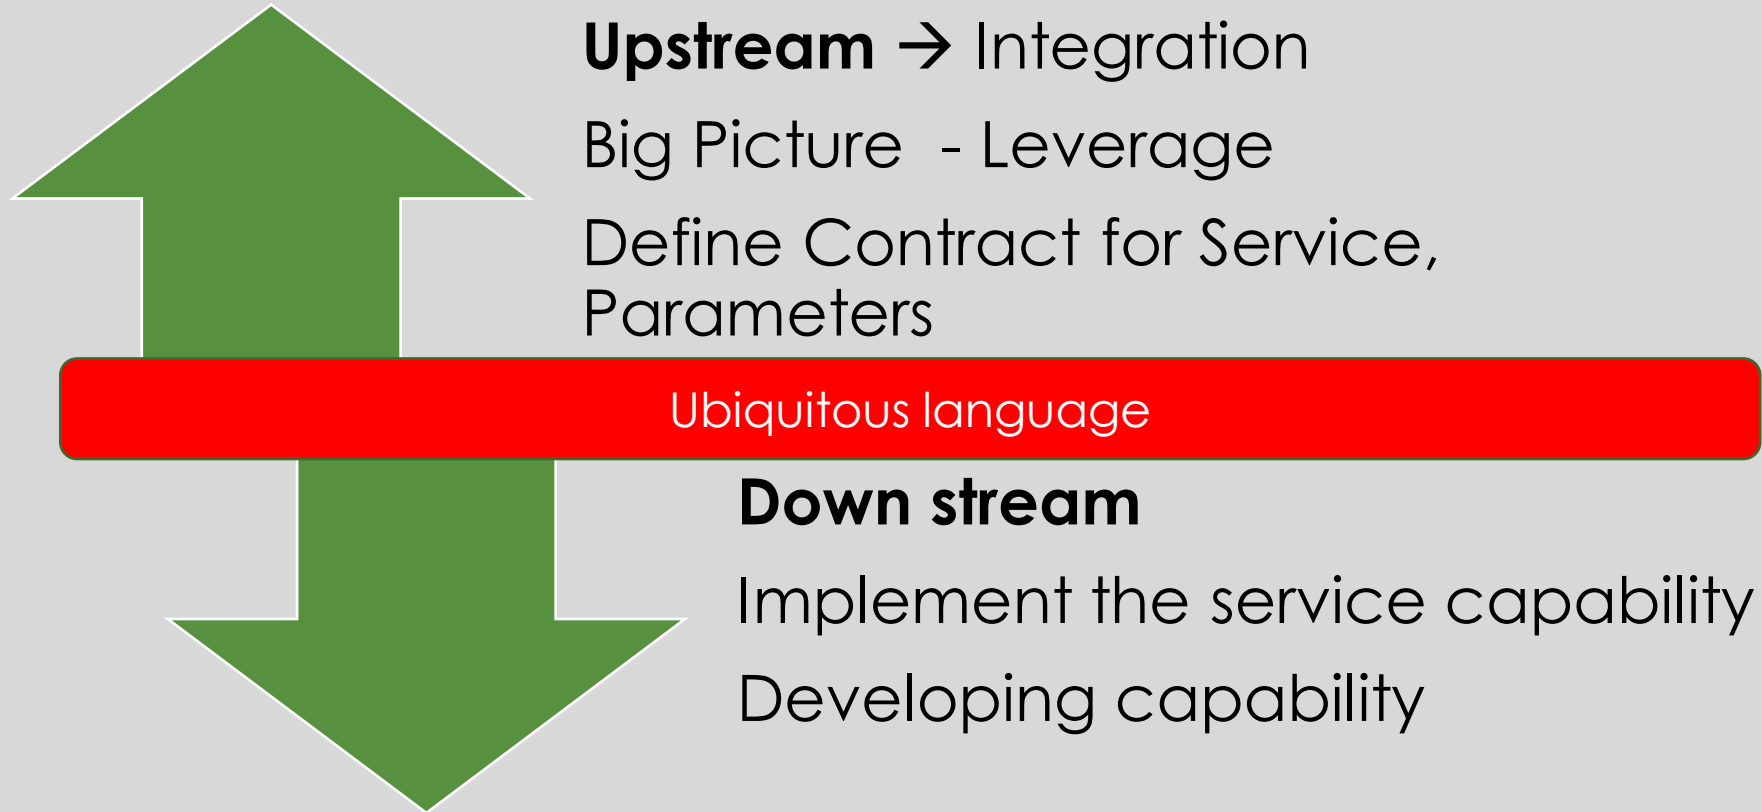 Upstream → Integration
Big Picture - Leverage
Define Contract for Service,
Parameters
Ubiquitous language
Down stream
Implement the service capability
Developing capability